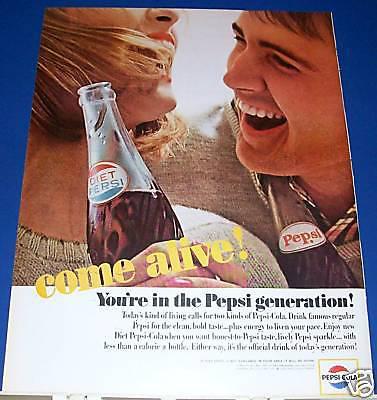 DIET
PEPSI
Pepsi
come alive!
You're in the Pepsi generation!
Today's kind of living calls for two kinds of Pepsi-Cola. Drink famous regular
Pepsi for the clean, bold taste...plus energy to liven your pace. Enjoy new
Diet Pepsi-Cola when you want honest-to-Pepsi taste, lively Pepsi sparkle...with
less than a calorie a bottle. Either way, it's the official drink of today's generation!
PEPSI-COLA